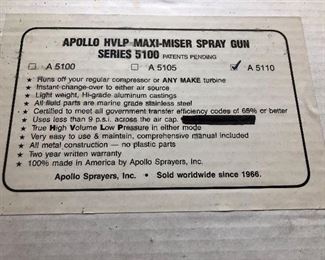 APOLLO HVLP MAXI-MISER SPRAY GUN
SERIES 5100 PATENTS PENDING
A 5100 A 5105 ✓ A 5110
★ Runs off your regular compressor or ANY MAKE turbine
★ Instant-change-over to either air source
★ Light weight, Hi-grade aluminum castings
★ All fluid parts are marine grade stainless steel
★ Certified to meet all government transfer efficiency codes of 65% or better
★ Uses less than 9 p.s.i. across the air cap.
★ True High Volume Low Pressure in either mode
★ Easy to use & maintain, comprehensive manual included
★ All metal construction — no plastic parts
★ Two year written warranty
★ 100% made in America by Apollo Sprayers, Inc.
Apollo Sprayers, Inc. • Sold worldwide since 1966.